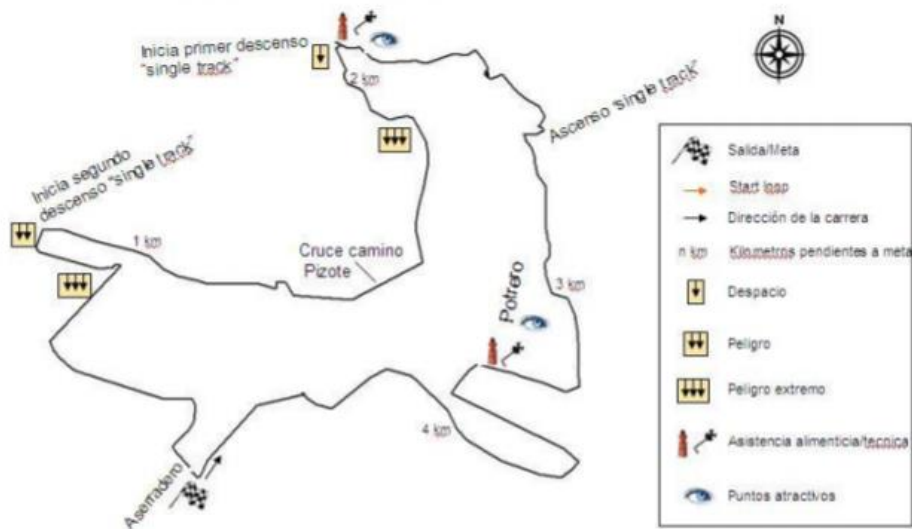 Inicia primer descenso
"single track"
2 km
N
Ascenso "single track"
Inicia segundo
descenso "single track"
1 km
Cruce camino
Pizote
3 km
Potrero
4 km
Aserradero
Salida/Meta
Start loop
Dirección de la carrera
n km Kilometros pendientes a meta
Despacio
Peligro
Peligro extremo
Asistencia alimenticia/tecnica
Puntos atractivos